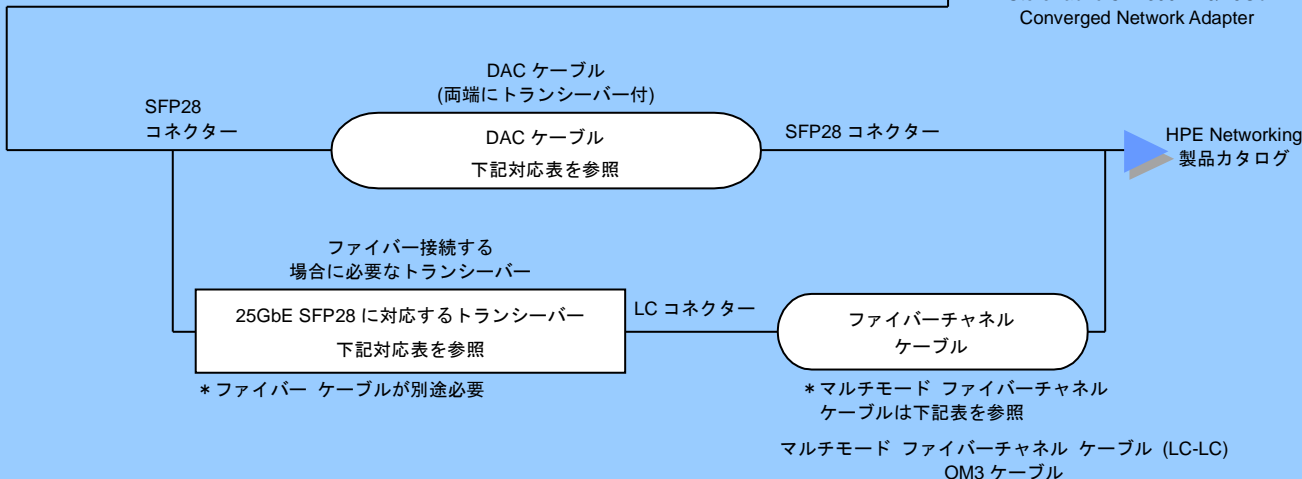 Converged Network Adapter
DAC ケーブル
(両端にトランシーバー付)
SFP28
コネクター
DAC ケーブル
下記対応表を参照
SFP28 コネクター
HPE Networking
製品カタログ
ファイバー接続する
場合に必要なトランシーバー
25GbE SFP28 に対応するトランシーバー
下記対応表を参照
LC コネクター
ファイバーチャネル
ケーブル
*ファイバー ケーブルが別途必要
*マルチモード ファイバーチャネル
ケーブルは下記表を参照
マルチモード ファイバーチャネル ケーブル (LC-LC)
OM3 ケーブル